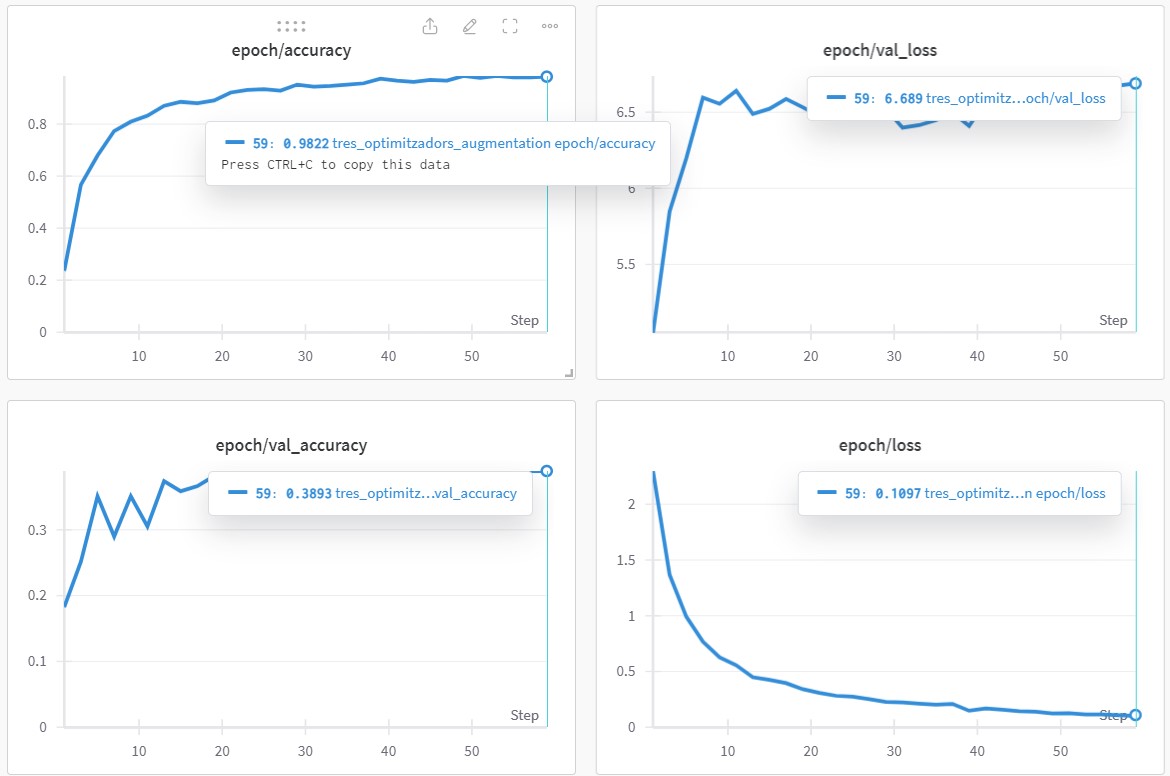 epoch/accuracy
0.8
0.6
0.4
0.2
0
10
20
30
40
50
Step
59: 0.9822 tres_optimitzadors_augmentation epoch/accuracy
Press CTRL+C to copy this data
epoch/val_loss
6.5
6
5.5
10
20
30
40
50
Step
59: 6.689 tres_optimitz...och/val_loss
epoch/val_accuracy
0.3
0.2
0.1
0
10
20
30
40
50
Step
59: 0.3893 tres_optimitz...val_accuracy
epoch/loss
2
1.5
1
0.5
0
10
20
30
40
50
Step
59: 0.1097 tres_optimitz...n epoch/loss